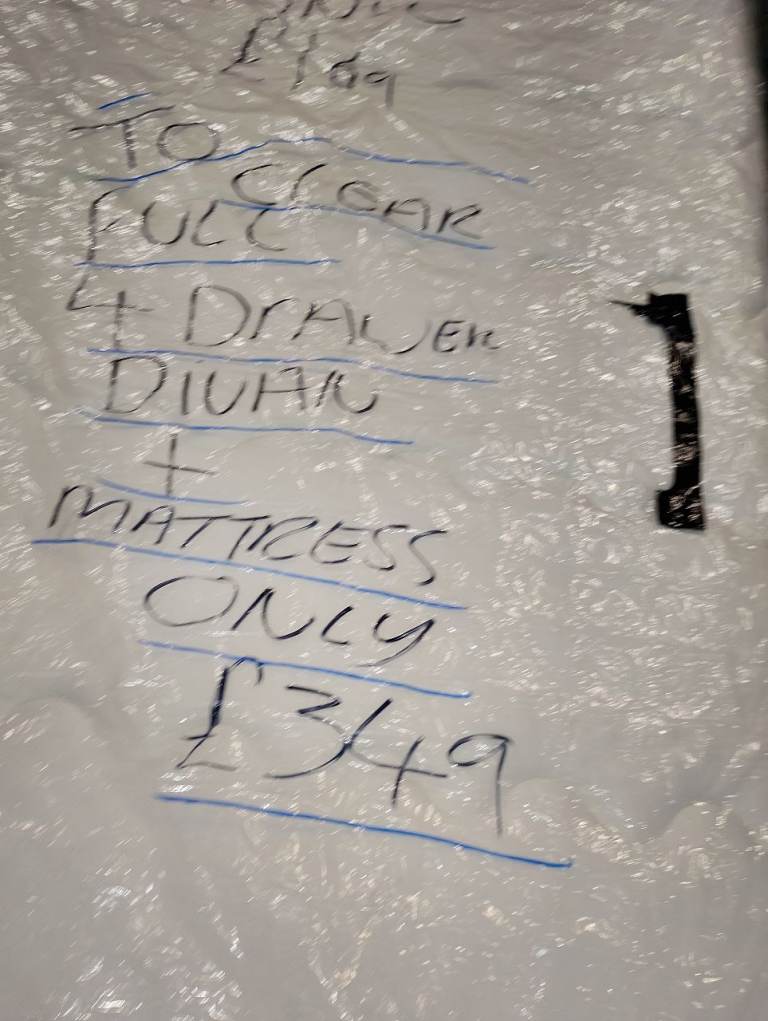 £169
TO
CLEAR
FULL
4 DRAWER
DIVAN
+
MATTRESS
ONLY
£349